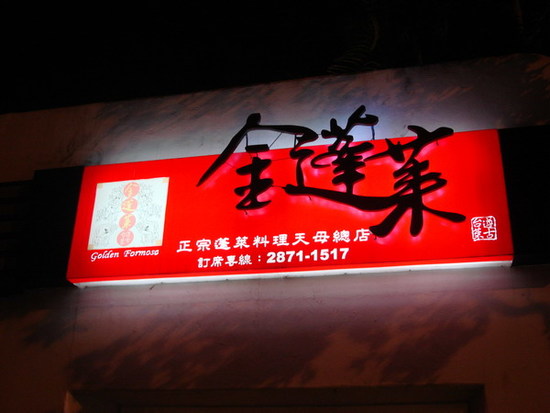 金蓬萊
Golden Formosa
正宗蓬萊料理天母總店
訂席專線：2871-1517